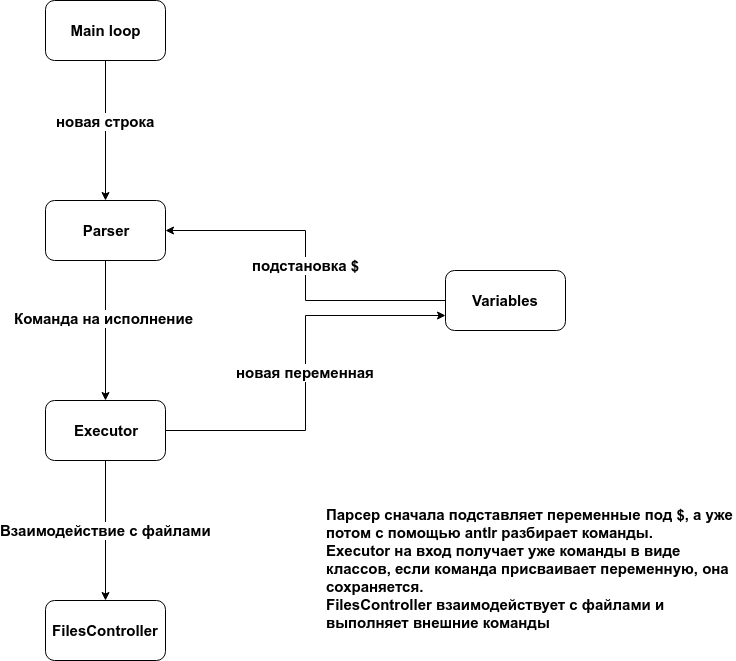 Main loop
новая строка
Parser
подстановка $
Variables
Команда на исполнение
новая переменная
Executor
Взаимодействие с файлами
Парсер сначала подставляет переменные под $, а уже
потом с помощью antlr разбирает команды.
Executor на вход получает уже команды в виде
классов, если команда присваивает переменную, она
сохраняется.
FilesController взаимодействует с файлами и
выполняет внешние команды
FilesController